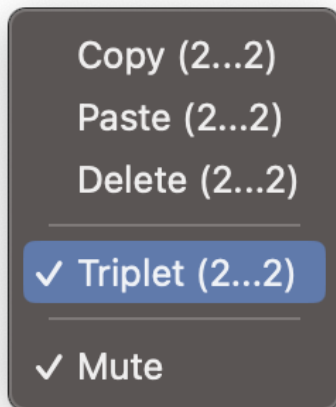 Copy (2...2)
Paste (2...2)
Delete (2...2)
✓ Triplet (2...2)
✓ Mute